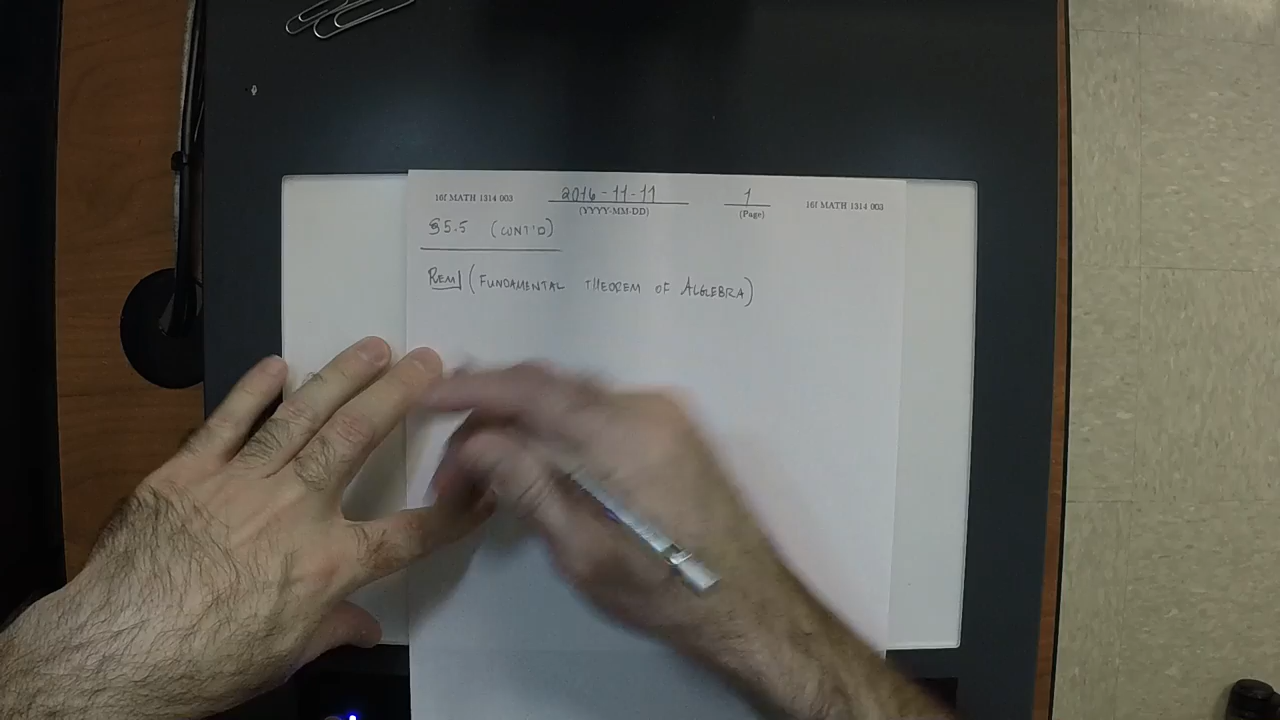 16f MATH 1314 003 2016-11-11 1 16f MATH 1314 003
(YYYY-MM-DD) (Page)
§5.5 (CONT'D)
REM (FUNDAMENTAL THEOREM OF ALGEBRA)